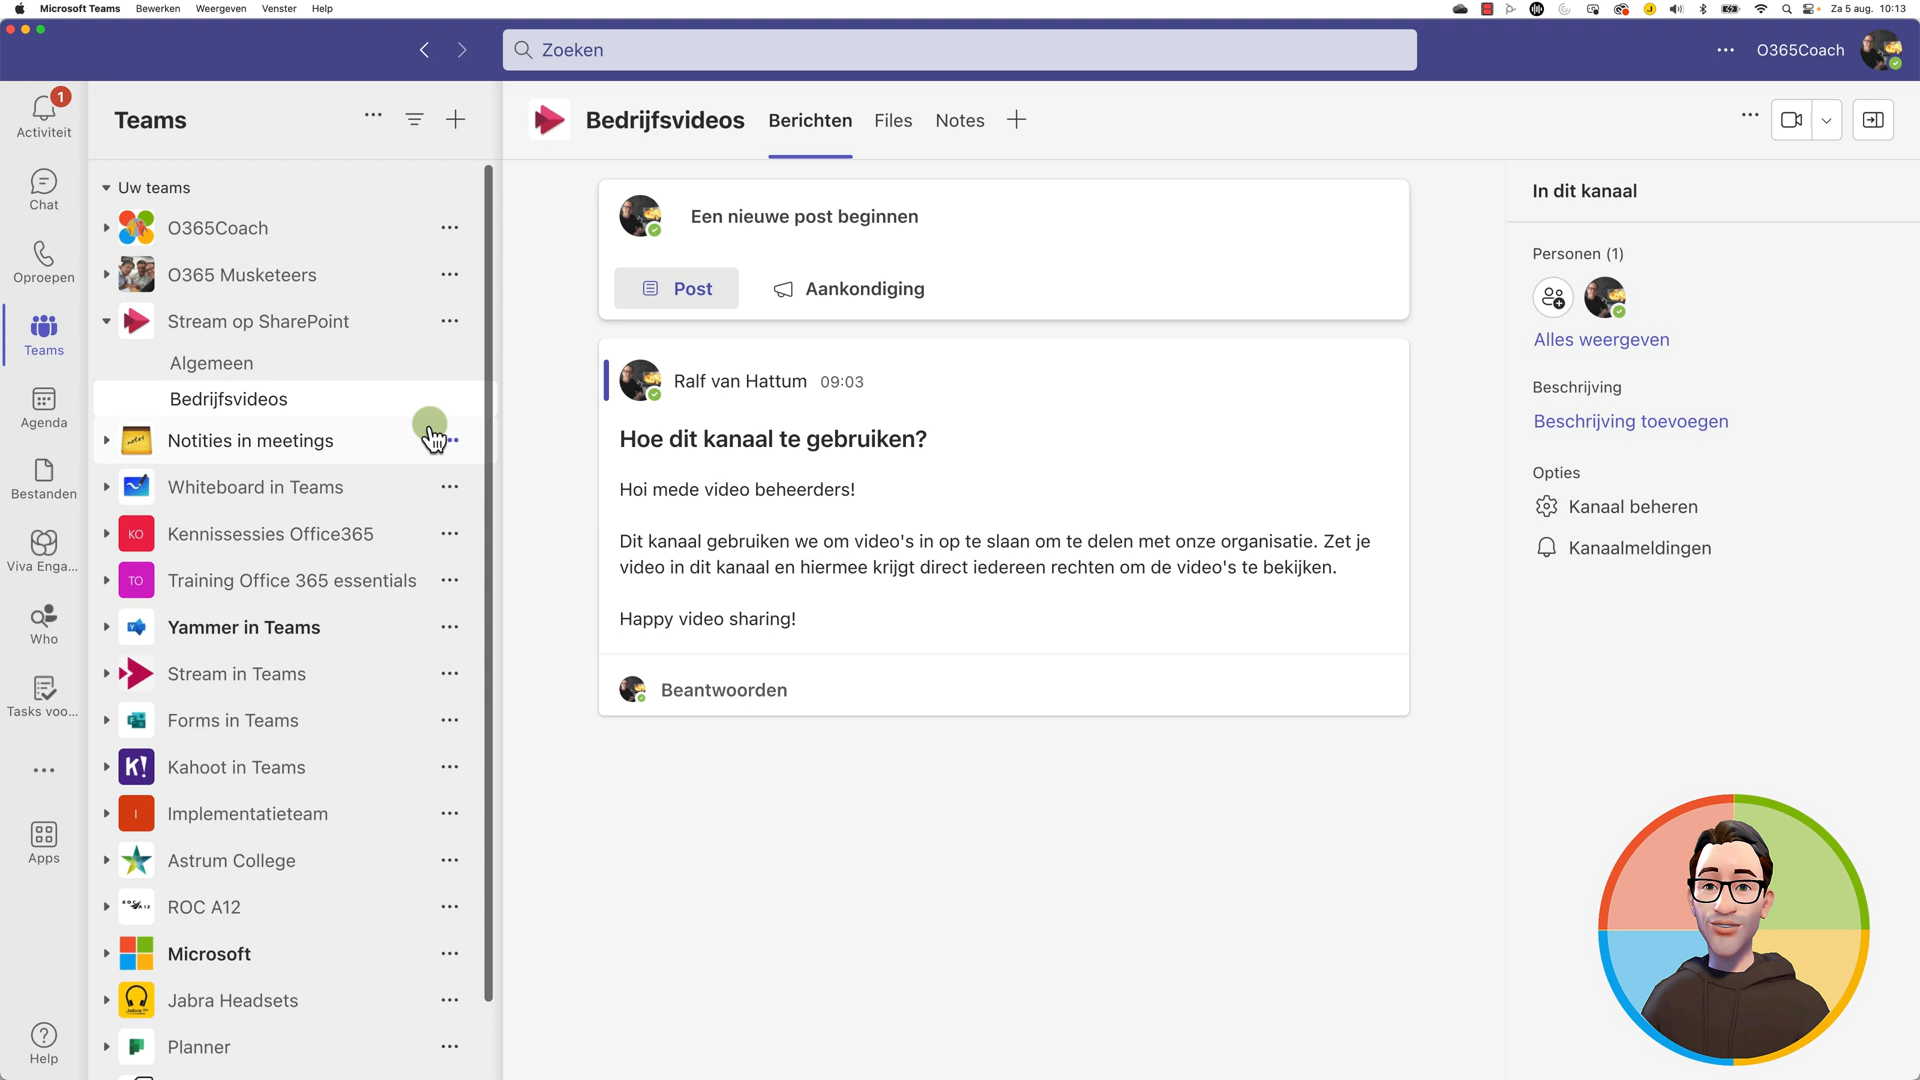 Microsoft Teams Bewerken Weergeven Venster Help
Za 5 aug. 10:13
Zoeken
O365Coach
1
Activiteit
Chat
Oproepen
Teams
Agenda
Bestanden
Viva Enga...
Who
Tasks voo...
Apps
Help
Teams
Uw teams
O365Coach
O365 Musketeers
Stream op SharePoint
Algemeen
Bedrijfsvideos
Notities in meetings
Whiteboard in Teams
KO Kennissessies Office365
TO Training Office 365 essentials
Yammer in Teams
Stream in Teams
Forms in Teams
K! Kahoot in Teams
I Implementatieteam
Astrum College
ROC A12
Microsoft
Jabra Headsets
Planner
Bedrijfsvideos Berichten Files Notes
Een nieuwe post beginnen
Post Aankondiging
Ralf van Hattum 09:03
Hoe dit kanaal te gebruiken?
Hoi mede video beheerders!
Dit kanaal gebruiken we om video's in op te slaan om te delen met onze organisatie. Zet je
video in dit kanaal en hiermee krijgt direct iedereen rechten om de video's te bekijken.
Happy video sharing!
Beantwoorden
In dit kanaal
Personen (1)
Alles weergeven
Beschrijving
Beschrijving toevoegen
Opties
Kanaal beheren
Kanaalmeldingen